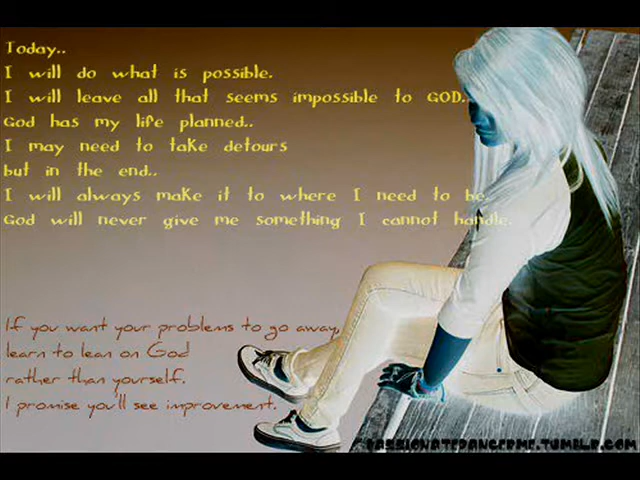 Today..
I will do what is possible.
I will leave all that seems impossible to GOD.
God has my life planned..
I may need to take detours
but in the end..
I will always make it to where I need to be.
God will never give me something I cannot handle.
If you want your problems to go away,
learn to lean on God
rather than yourself.
I promise you'll see improvement.
PASSIONATEDANCERME.TUMBLR.COM